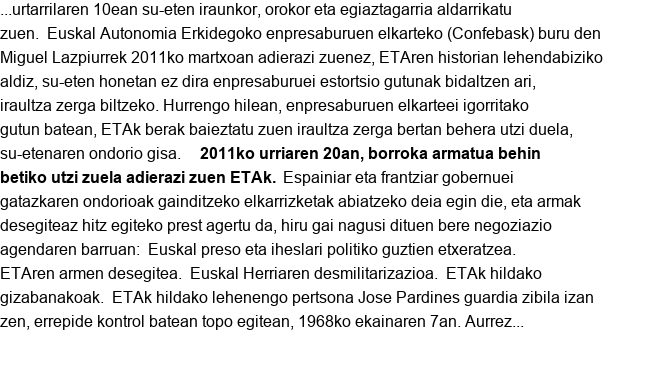 ...urtarrilaren 10ean su-eten iraunkor, orokor eta egiaztagarria aldarrikatu
zuen.  Euskal Autonomia Erkidegoko enpresaburuen elkarteko (Confebask) buru den
Miguel Lazpiurrek 2011ko martxoan adierazi zuenez, ETAren historian lehendabiziko
aldiz, su-eten honetan ez dira enpresaburuei estortsio gutunak bidaltzen ari,
iraultza zerga biltzeko. Hurrengo hilean, enpresaburuen elkarteei igorritako
gutun batean, ETAk berak baieztatu zuen iraultza zerga bertan behera utzi duela,
su-etenaren ondorio gisa.    2011ko urriaren 20an, borroka armatua behin
betiko utzi zuela adierazi zuen ETAk.  Espainiar eta frantziar gobernuei
gatazkaren ondorioak gainditzeko elkarrizketak abiatzeko deia egin die, eta armak
desegiteaz hitz egiteko prest agertu da, hiru gai nagusi dituen bere negoziazio
agendaren barruan:  Euskal preso eta iheslari politiko guztien etxeratzea.
ETAren armen desegitea.  Euskal Herriaren desmilitarizazioa.  ETAk hildako
gizabanakoak.  ETAk hildako lehenengo pertsona Jose Pardines guardia zibila izan
zen, errepide kontrol batean topo egitean, 1968ko ekainaren 7an. Aurrez...